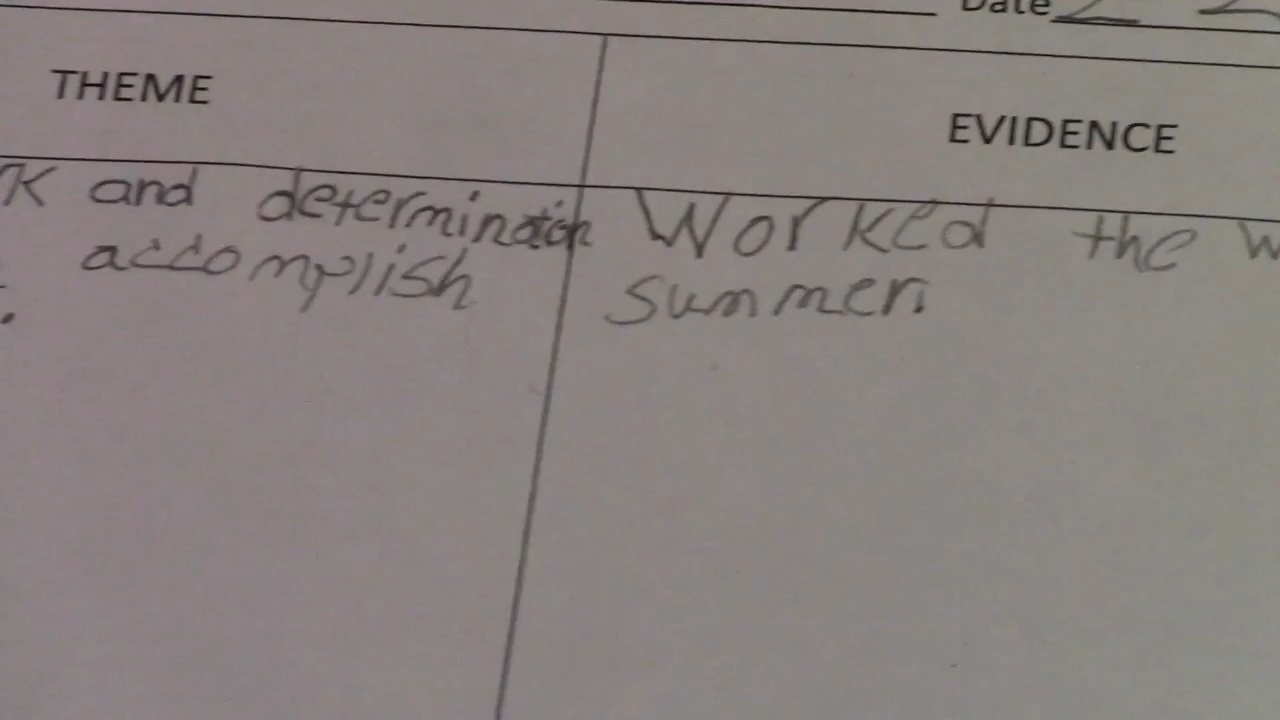 Date
THEME
EVIDENCE
and determination
accomplish
Worked the
summer.